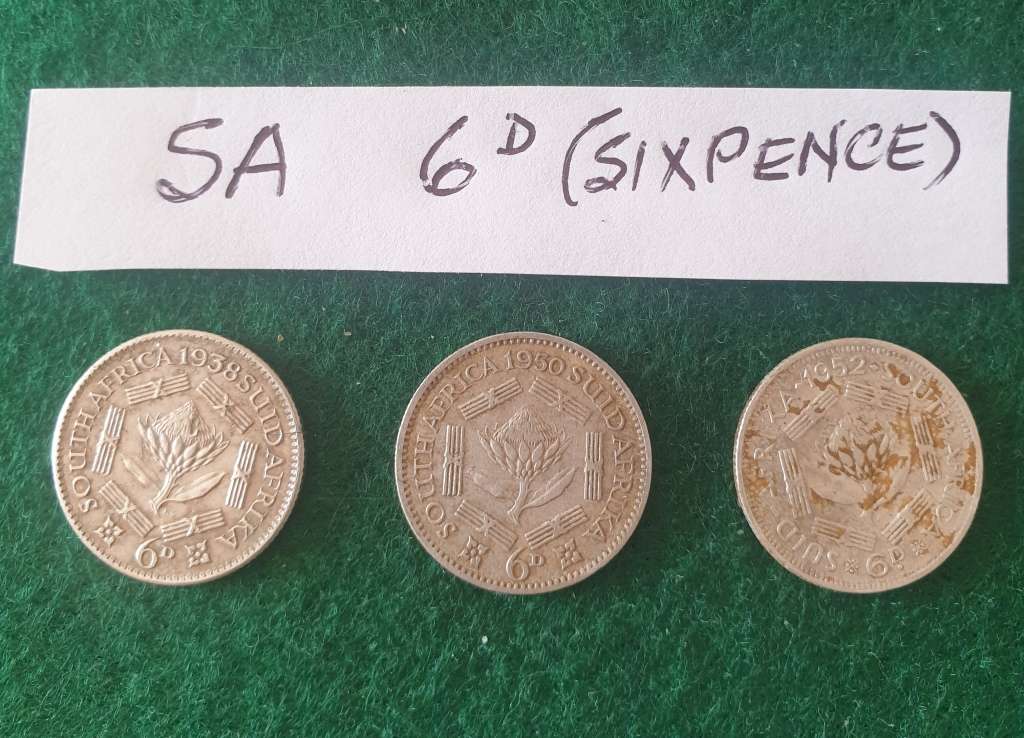 SA 6D (SIXPENCE)
SOUTH AFRICA 1938 SUID AFRIKA
6D
SOUTH AFRICA 1950 SUID AFRIKA
6D
1952
SUID
6D